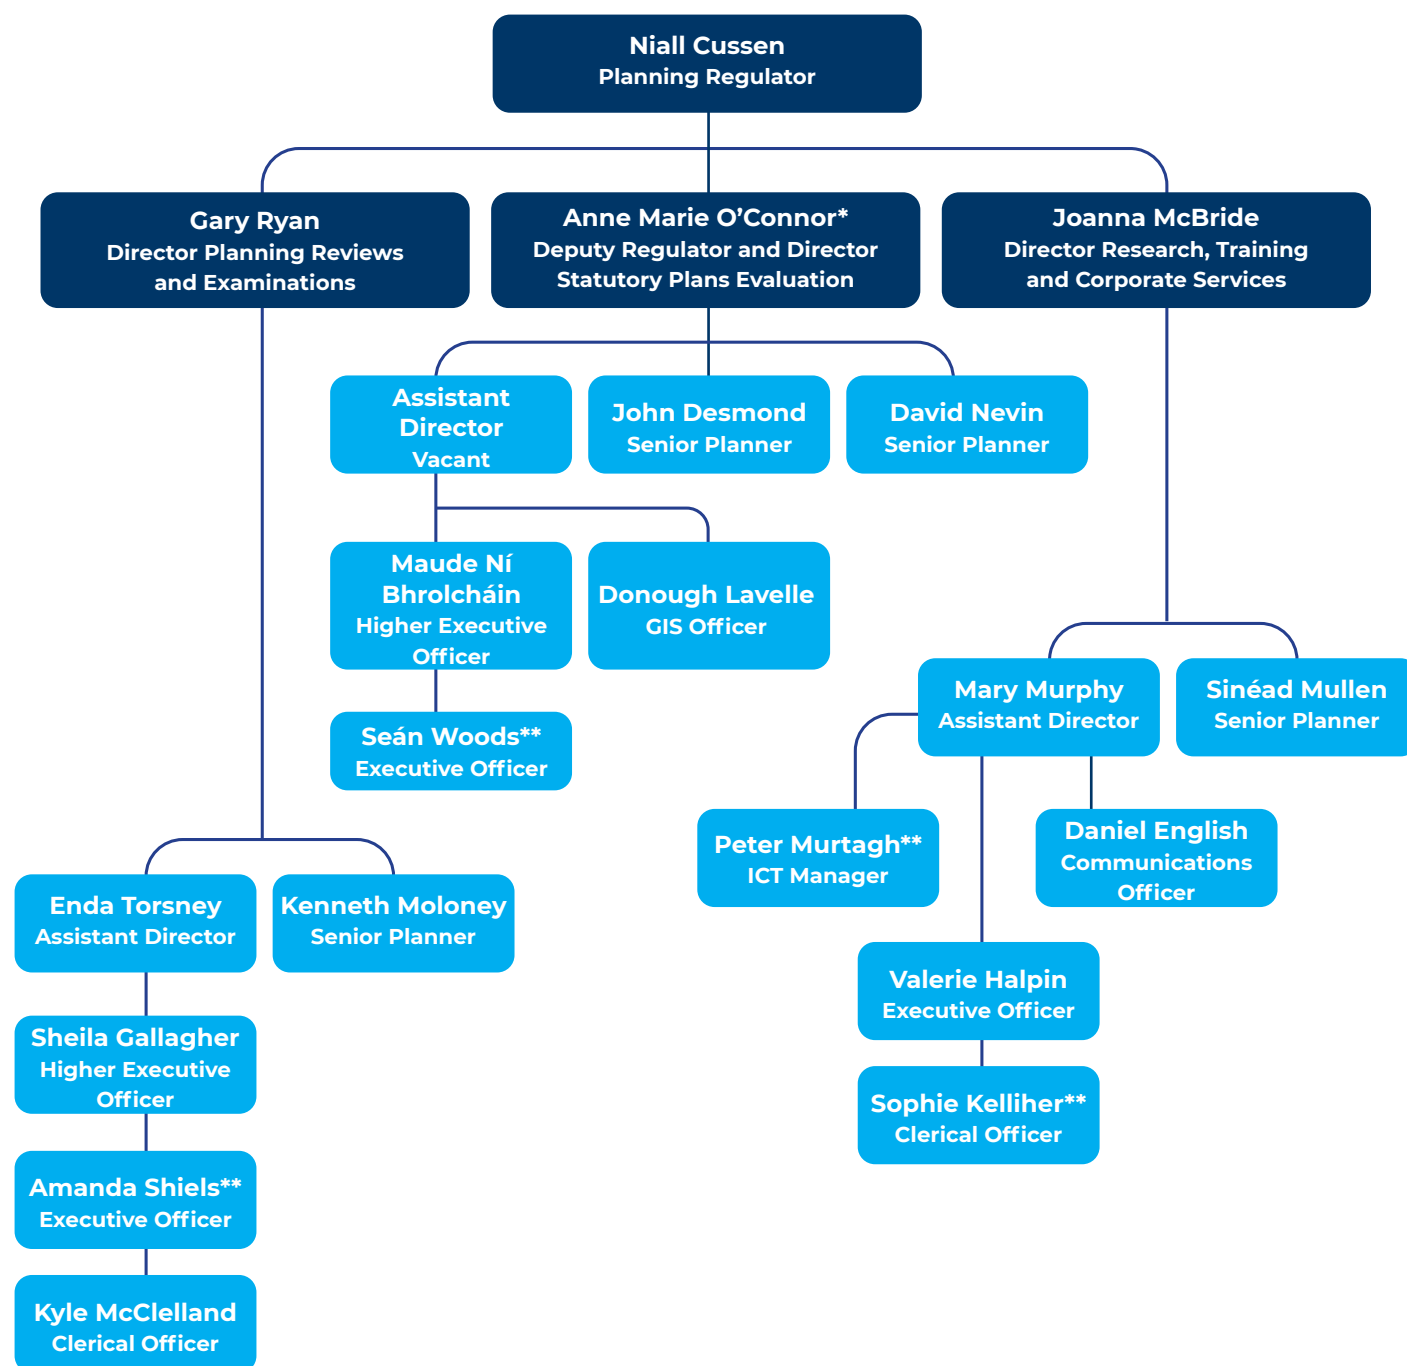 Niall Cussen
Planning Regulator
Gary Ryan
Director Planning Reviews
and Examinations
Anne Marie O’Connor*
Deputy Regulator and Director
Statutory Plans Evaluation
Joanna McBride
Director Research, Training
and Corporate Services
Assistant
Director
Vacant
John Desmond
Senior Planner
David Nevin
Senior Planner
Maude Ní
Bhrolcháin
Higher Executive
Officer
Donough Lavelle
GIS Officer
Seán Woods**
Executive Officer
Mary Murphy
Assistant Director
Sinéad Mullen
Senior Planner
Peter Murtagh**
ICT Manager
Daniel English
Communications
Officer
Valerie Halpin
Executive Officer
Sophie Kelliher**
Clerical Officer
Enda Torsney
Assistant Director
Kenneth Moloney
Senior Planner
Sheila Gallagher
Higher Executive
Officer
Amanda Shiels**
Executive Officer
Kyle McClelland
Clerical Officer